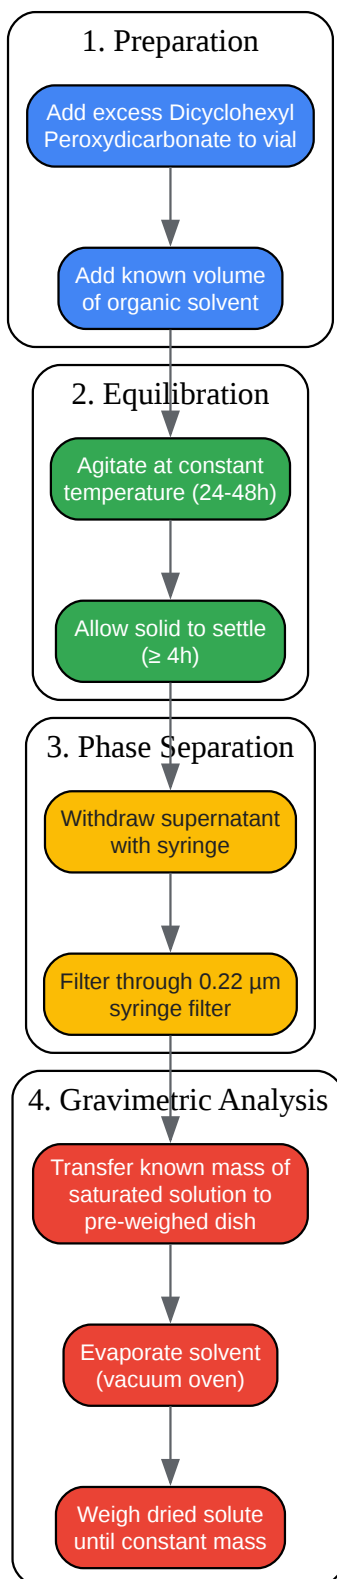 1. Preparation
Add excess Dicyclohexyl
Peroxydicarbonate to vial
Add known volume
of organic solvent
2. Equilibration
Agitate at constant
temperature (24-48h)
Allow solid to settle
(≥ 4h)
3. Phase Separation
Withdraw supernatant
with syringe
Filter through 0.22 µm
syringe filter
4. Gravimetric Analysis
Transfer known mass of
saturated solution to
pre-weighed dish
Evaporate solvent
(vacuum oven)
Weigh dried solute
until constant mass